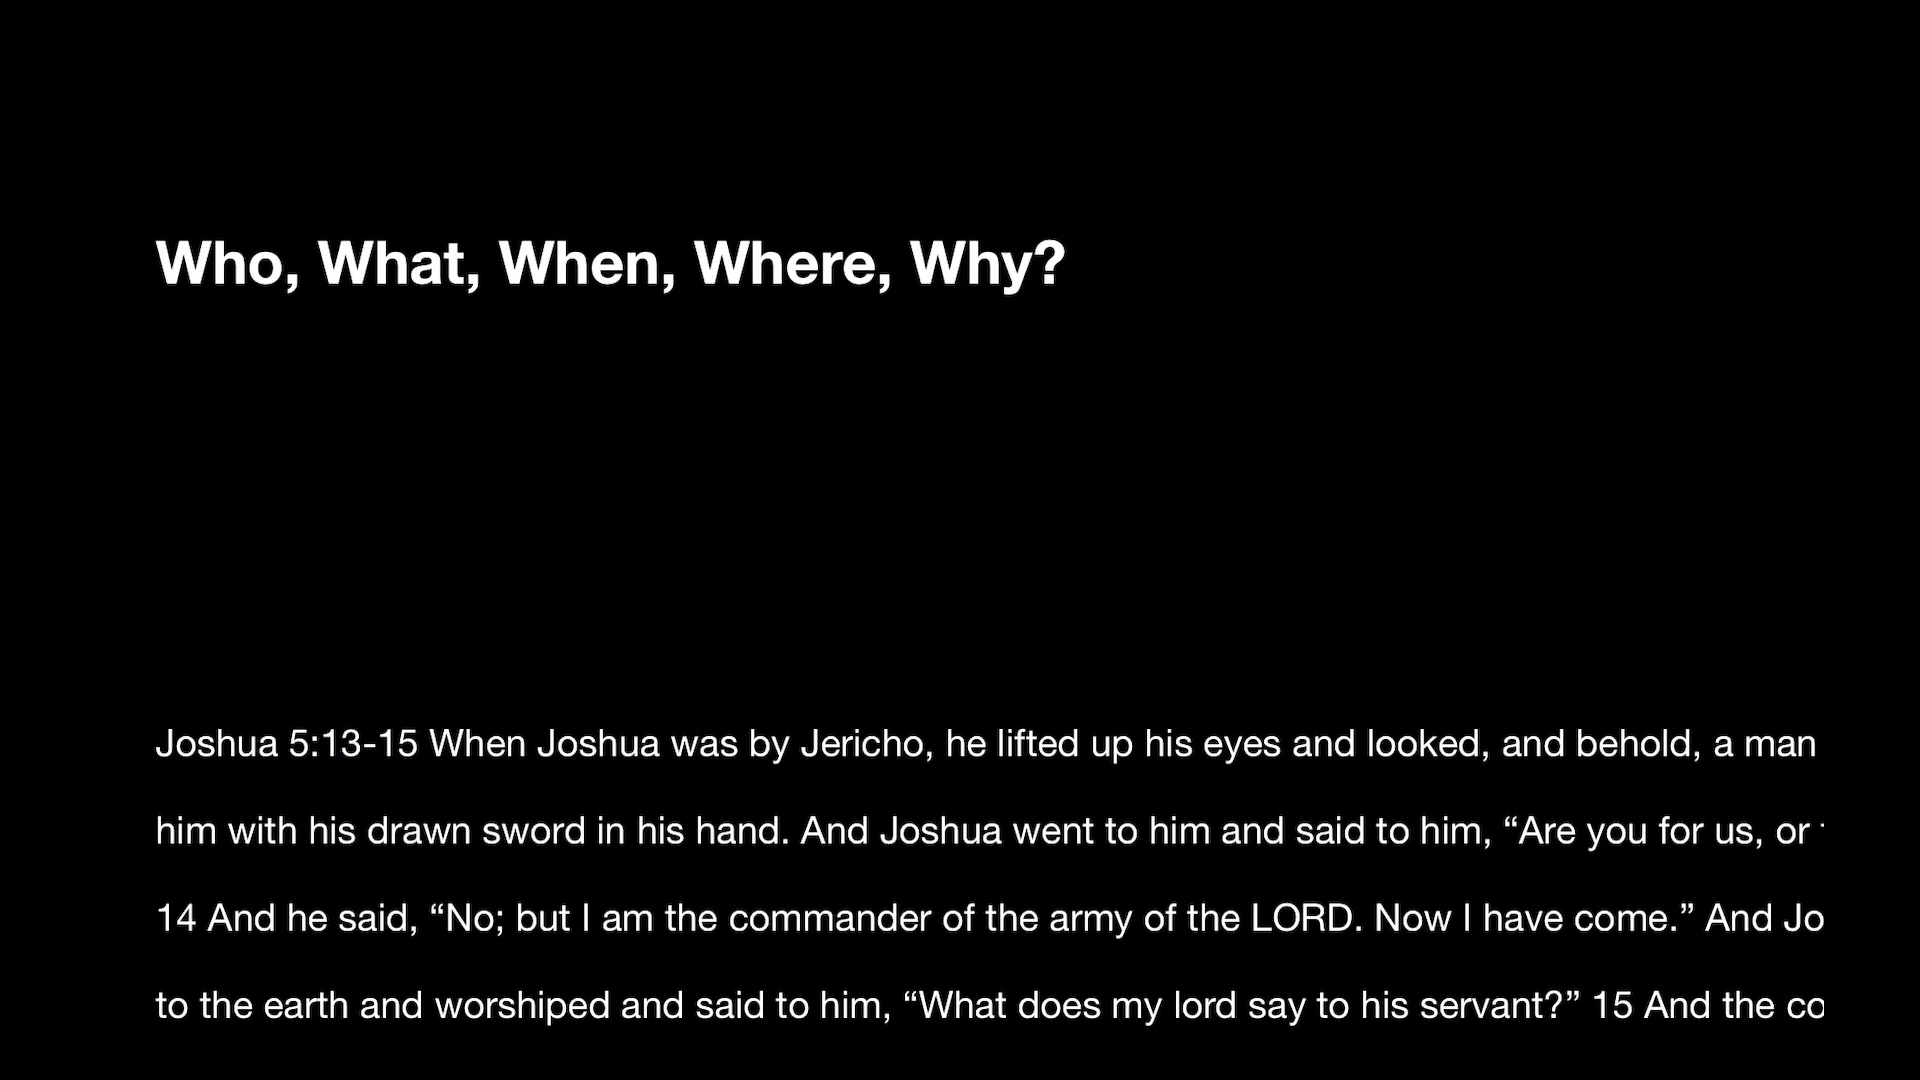 Who, What, When, Where, Why?
Joshua 5:13-15 When Joshua was by Jericho, he lifted up his eyes and looked, and behold, a man
him with his drawn sword in his hand. And Joshua went to him and said to him, “Are you for us, or
14 And he said, “No; but I am the commander of the army of the LORD. Now I have come.” And Jo
to the earth and worshiped and said to him, “What does my lord say to his servant?” 15 And the co